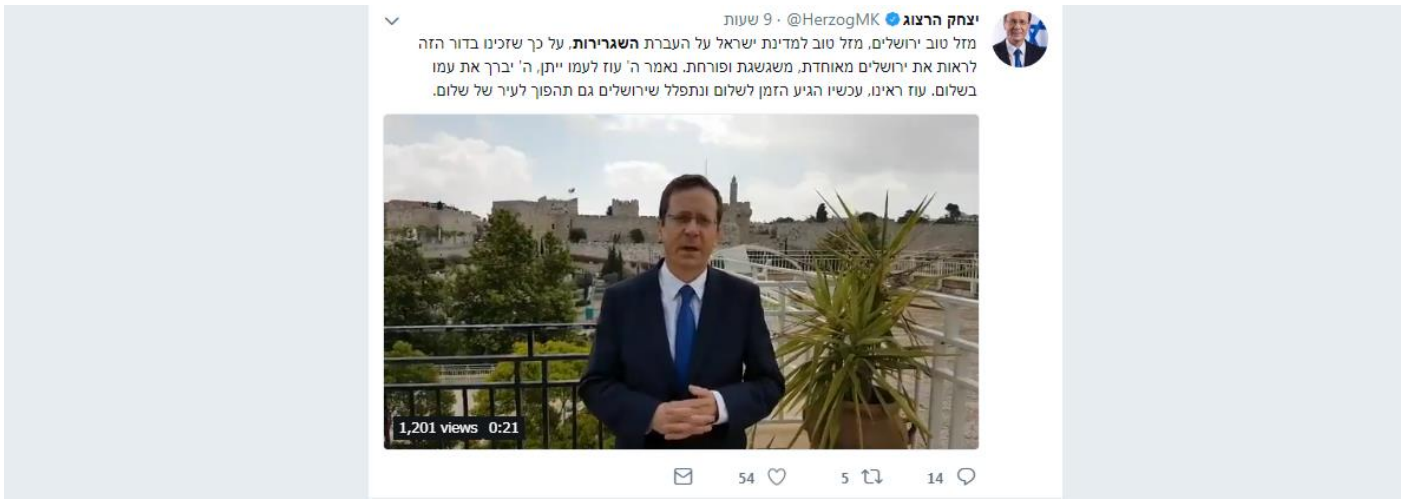 יצחק הרצוג @HerzogMK · 9 שעות
מזל טוב ירושלים, מזל טוב למדינת ישראל על העברת השגרירות, על כך שזכינו בדור הזה
לראות את ירושלים מאוחדת, משגשגת ופורחת. נאמר ה' עוז לעמו ייתן, ה' יברך את עמו
בשלום. עוז ראינו, עכשיו הגיע הזמן לשלום ונתפלל שירושלים גם תהפוך לעיר של שלום.
1,201 views 0:21
14 5 54